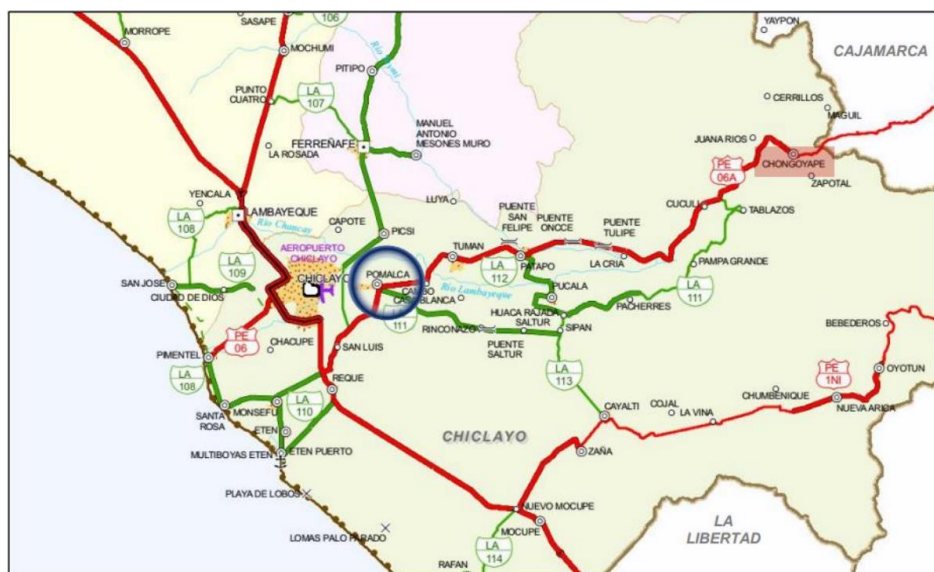 SASAPE
106
YAYPON
MORROPE
MOCHUMI
CAJAMARCA
PITIPO
PUNTO
CUATRO
LA
107
CERRILLOS
MAGUIL
MANUEL
ANTONIO
MESONES MURO
JUANA RIOS
FERREÑAFE
LA ROSADA
CHONGOYAPE
PE
06A
ZAPOTAL
YENCALA
LUYA
LAMBAYEQUE
CUCULI
TABLAZOS
LA
108
Río Chancay
CAPOTE
PICSI
PUENTE
SAN
FELIPE
PUENTE
ONCCE
PUENTE
TULIPE
AEROPUERTO
CHICLAYO
TUMAN
LA
109
CHICLAYO
POMALCA
LA
112
PATAPO
LA CRIA
PAMPA GRANDE
SAN JOSE
CIUDAD DE DIOS
CASABLANCA
Río Lambayeque
PUCALA
PACHERRES
LA
111
LA
111
RINCONAZO
HUACA RAJADA
SALTUR
SIPAN
BEBEDEROS
PE
06
CHACUPE
SAN LUIS
PUENTE
SALTUR
PIMENTEL
PE
1NI
OYOTUN
LA
108
REQUE
LA
113
CHUMBENIQUE
SANTA
ROSA
MONSEFU
LA
110
CAYALTI
COJAL
LA VINA
NUEVA ARICA
ETEN
CHICLAYO
MULTIBOYAS ETEN
ETEN PUERTO
ZAÑA
PLAYA DE LOBOS
NUEVO MOCUPE
LOMAS PALO PARADO
MOCUPE
LA
LIBERTAD
LA
114
RAFAN